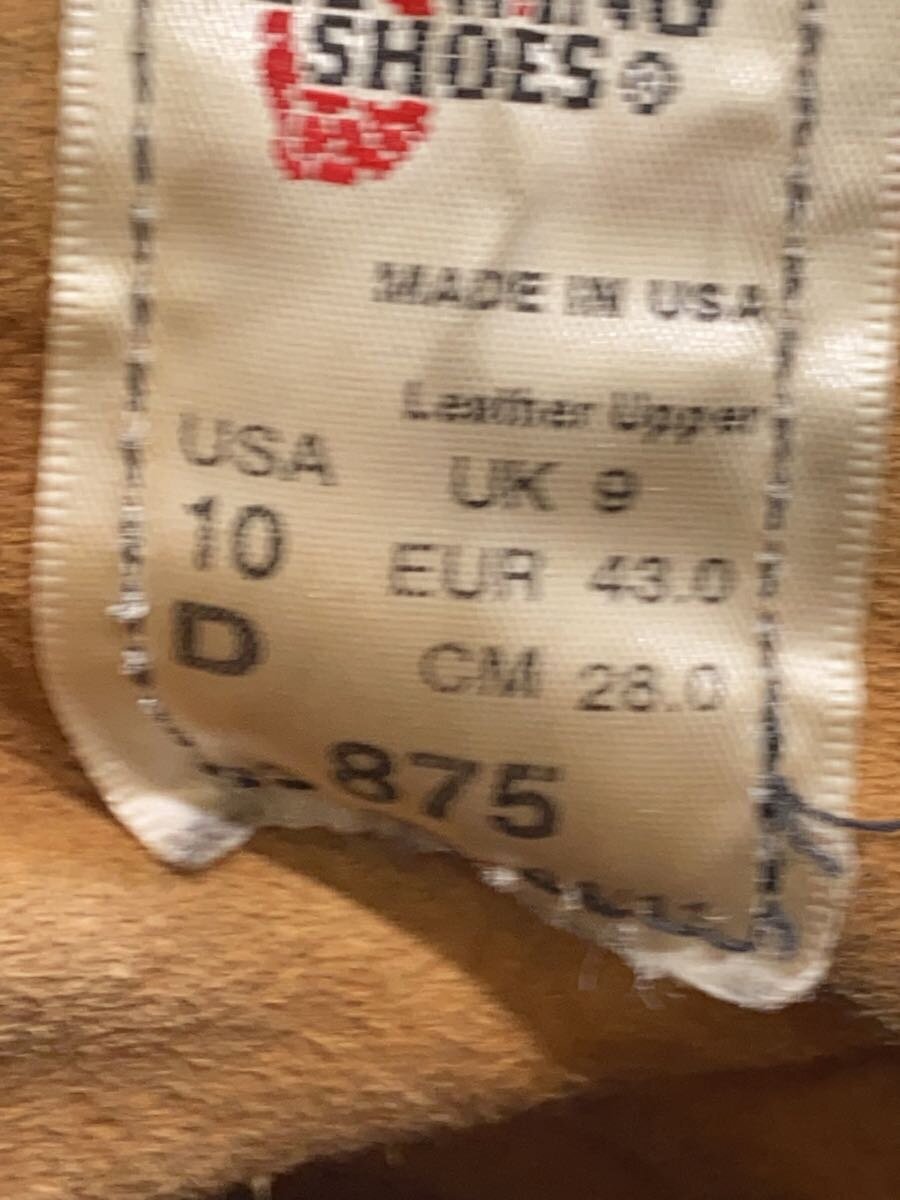 SHOES®
MADE IN USA
Leather Upper
USA
10
D
UK 9
EUR 43.0
CM 28.0
875